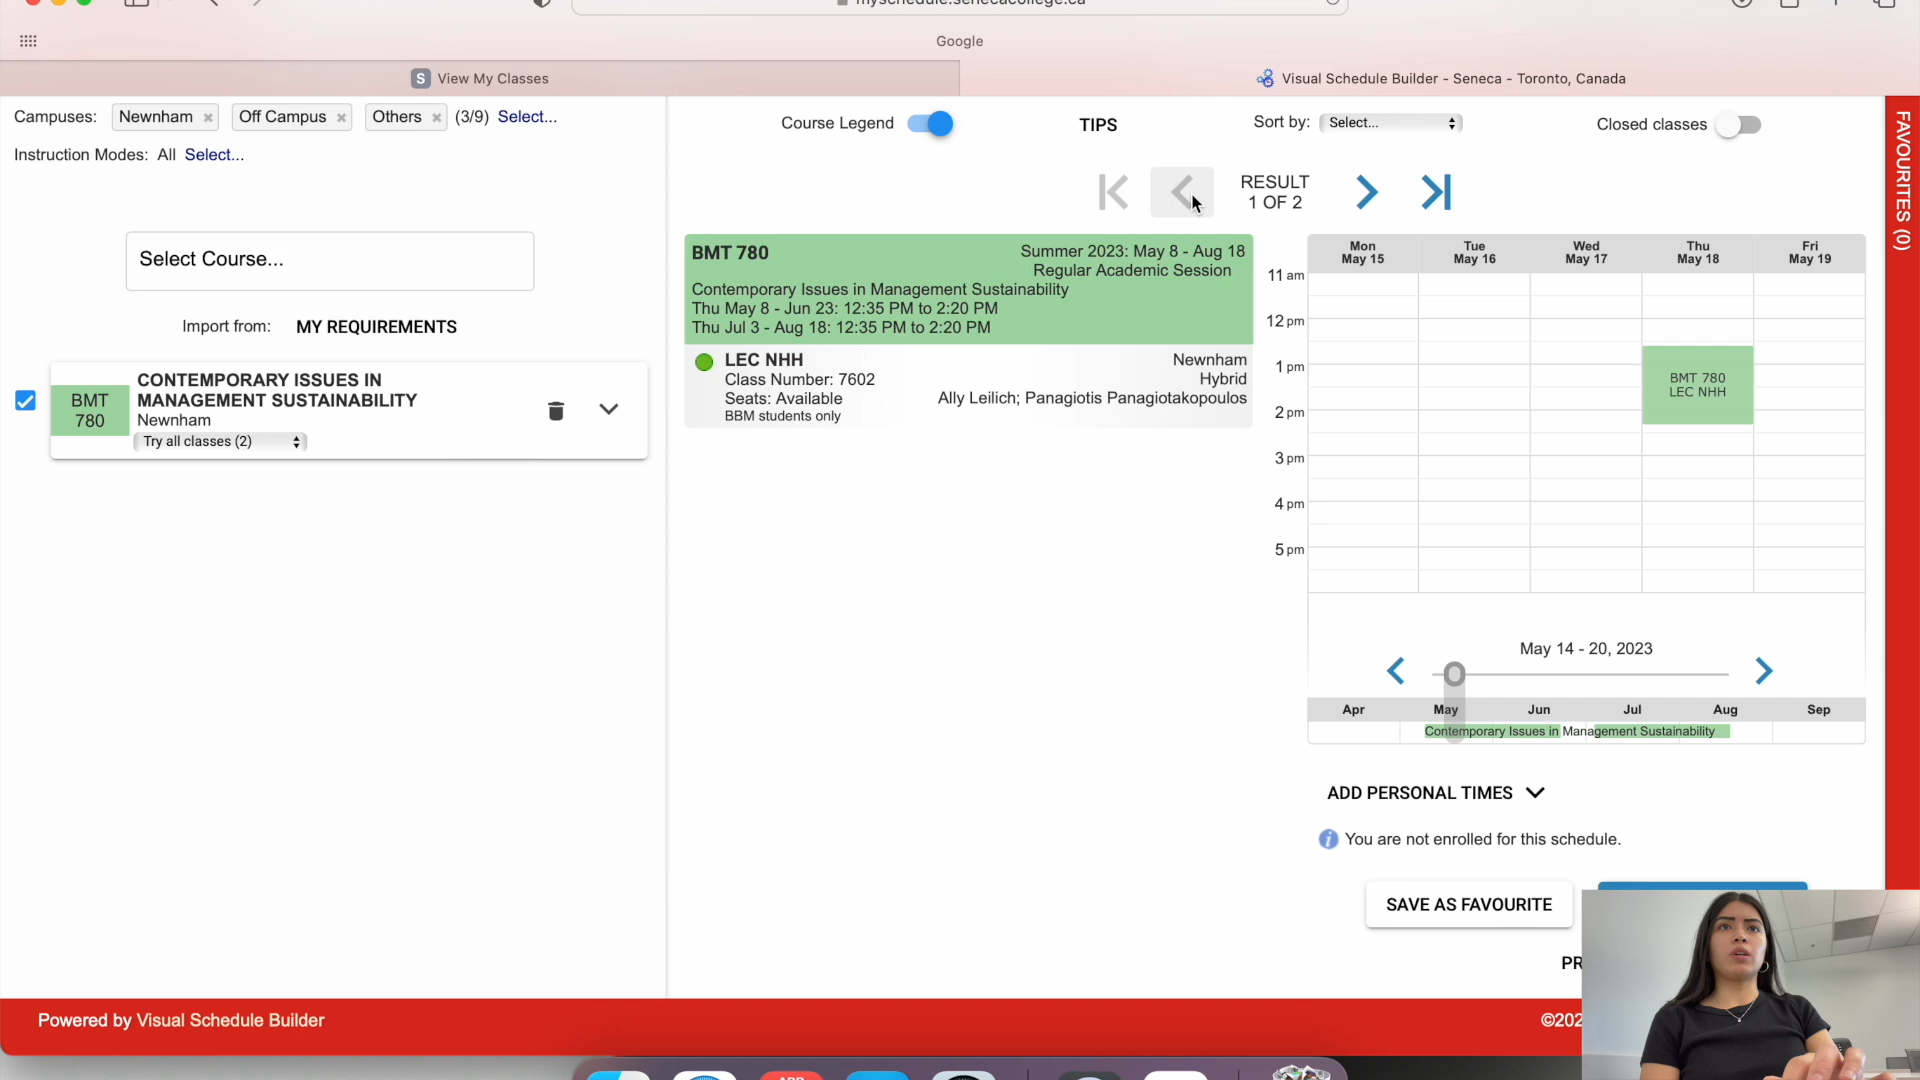 Google
S View My Classes
Visual Schedule Builder - Seneca - Toronto, Canada
Campuses: Newnham × Off Campus × Others × (3/9) Select...
Instruction Modes: All Select...
Select Course...
Import from: MY REQUIREMENTS
BMT
780
CONTEMPORARY ISSUES IN
MANAGEMENT SUSTAINABILITY
Newnham
Try all classes (2)
Course Legend
TIPS
Sort by: Select...
Closed classes
RESULT
1 OF 2
BMT 780
Summer 2023: May 8 - Aug 18
Regular Academic Session
Contemporary Issues in Management Sustainability
Thu May 8 - Jun 23: 12:35 PM to 2:20 PM
Thu Jul 3 - Aug 18: 12:35 PM to 2:20 PM
LEC NHH
Newnham
Class Number: 7602
Hybrid
Seats: Available
Ally Leilich; Panagiotis Panagiotakopoulos
BBM students only
Mon Tue Wed Thu Fri
May 15 May 16 May 17 May 18 May 19
11 am
12 pm
1 pm
2 pm
3 pm
4 pm
5 pm
BMT 780
LEC NHH
May 14 - 20, 2023
Apr May Jun Jul Aug Sep
Contemporary Issues in Management Sustainability
ADD PERSONAL TIMES
You are not enrolled for this schedule.
SAVE AS FAVOURITE
FAVOURITES (0)
Powered by Visual Schedule Builder